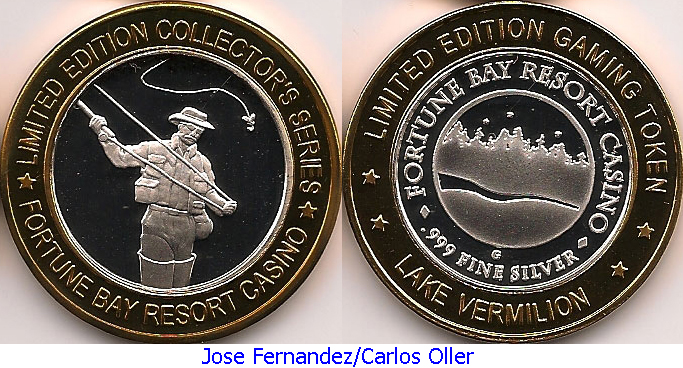 LIMITED EDITION COLLECTOR'S SERIES
FORTUNE BAY RESORT CASINO
LIMITED EDITION GAMING TOKEN
LAKE VERMILION
FORTUNE BAY RESORT CASINO
.999 FINE SILVER
G
Jose Fernandez/Carlos Oller